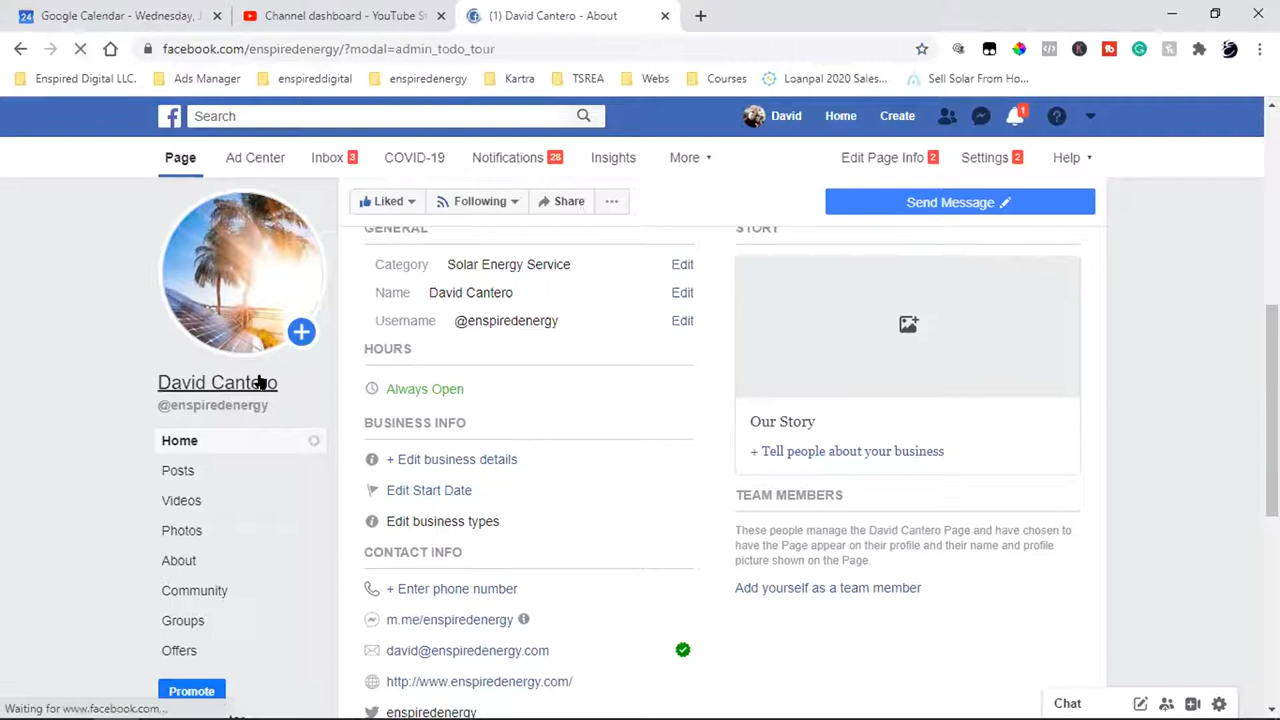 24 Google Calendar - Wednesday, J
Channel dashboard - YouTube St
(1) David Cantero - About
facebook.com/enspiredenergy/?modal=admin_todo_tour
Enspired Digital LLC.
Ads Manager
enspireddigital
enspiredenergy
Kartra
TSREA
Webs
Courses
Loanpal 2020 Sales...
Sell Solar From Ho...
Search
David
Home
Create
1
Page
Ad Center
Inbox 3
COVID-19
Notifications 28
Insights
More
Edit Page Info 2
Settings 2
Help
Liked
Following
Share
Send Message
David Cantero
@enspiredenergy
Home
Posts
Videos
Photos
About
Community
Groups
Offers
Promote
GENERAL
Category Solar Energy Service Edit
Name David Cantero Edit
Username @enspiredenergy Edit
HOURS
Always Open
BUSINESS INFO
+ Edit business details
Edit Start Date
Edit business types
CONTACT INFO
+ Enter phone number
m.me/enspiredenergy
david@enspiredenergy.com
http://www.enspiredenergy.com/
enspiredenergy
STORY
Our Story
+ Tell people about your business
TEAM MEMBERS
These people manage the David Cantero Page and have chosen to
have the Page appear on their profile and their name and profile
picture shown on the Page.
Add yourself as a team member
Chat
Waiting for www.facebook.com...